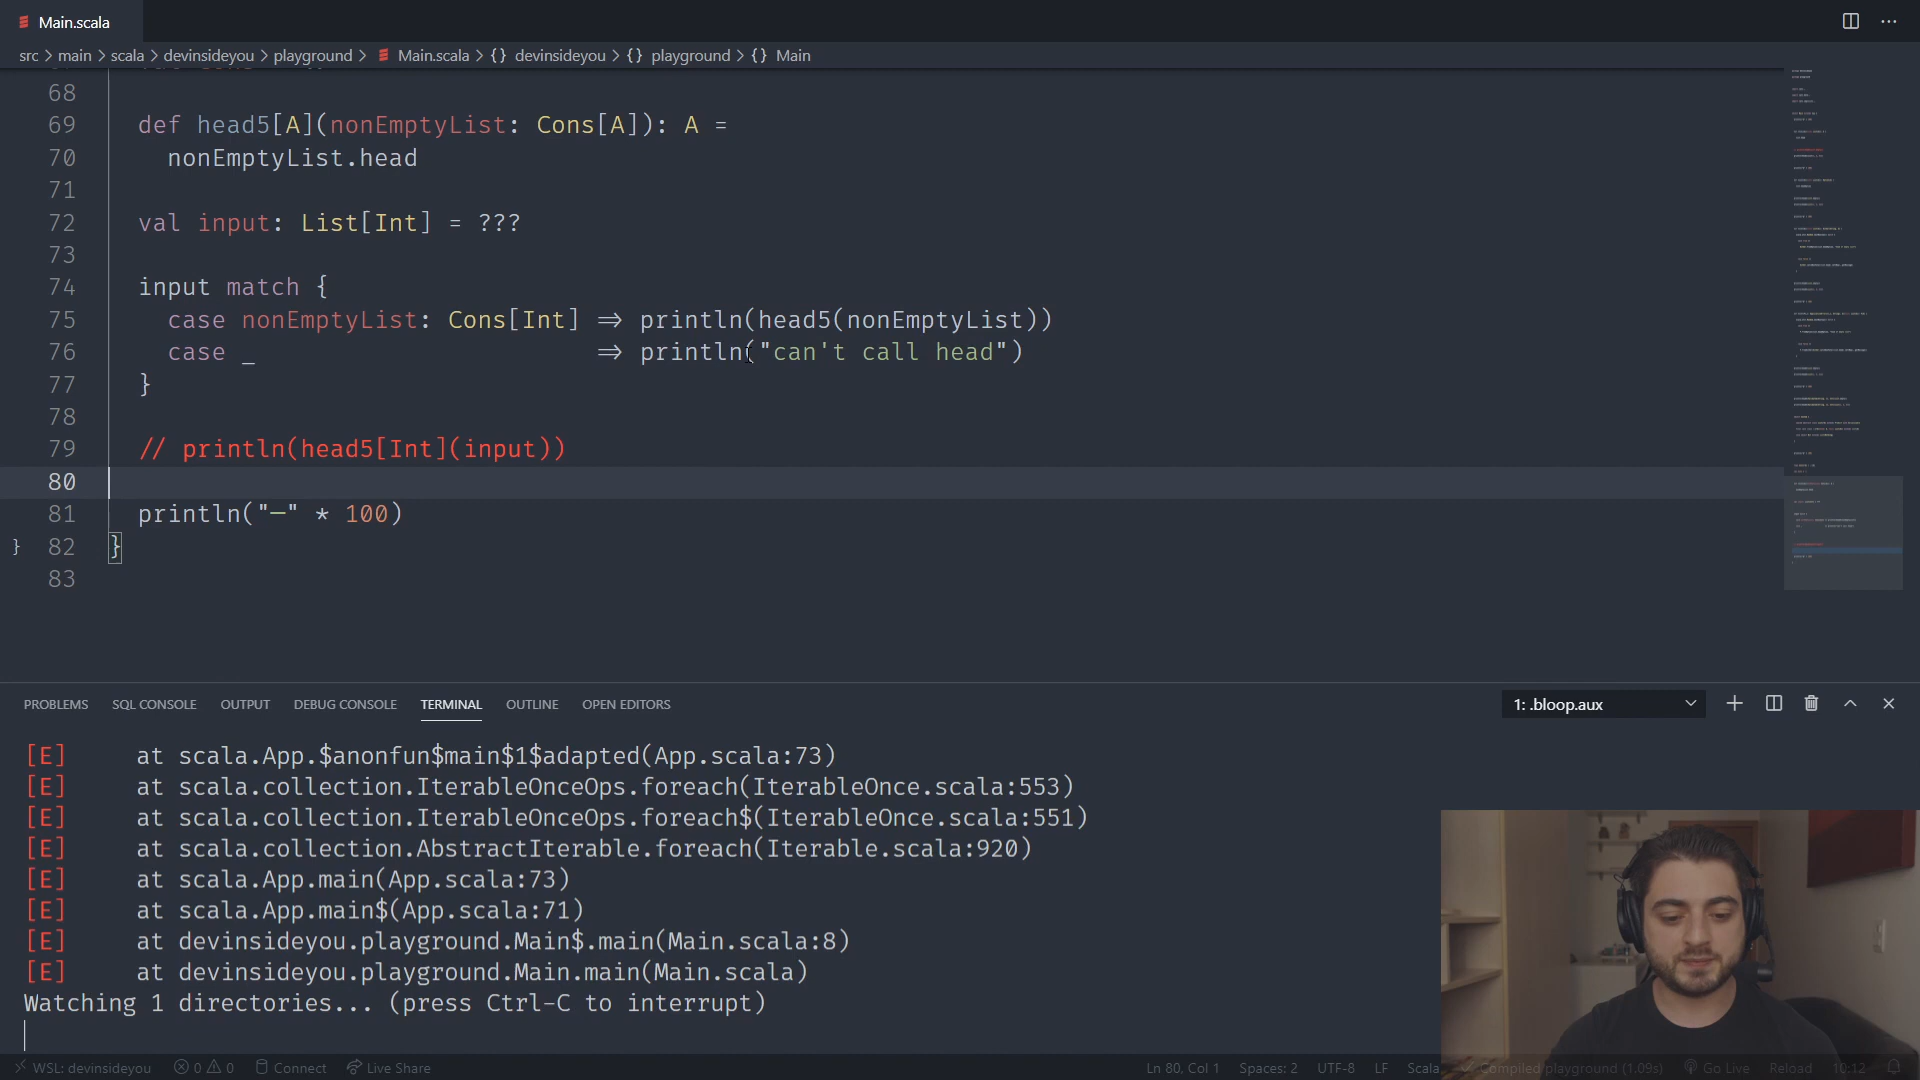 Main.scala
src > main > scala > devinsideyou > playground > Main.scala > {} devinsideyou > {} playground > {} Main
68
69 def head5[A](nonEmptyList: Cons[A]): A =
70 nonEmptyList.head
71
72 val input: List[Int] = ???
73
74 input match {
75 case nonEmptyList: Cons[Int] ⇒ println(head5(nonEmptyList))
76 case _ ⇒ println("can't call head")
77 }
78
79 // println(head5[Int](input))
80
81 println("─" * 100)
} 82 }
83
PROBLEMS SQL CONSOLE OUTPUT DEBUG CONSOLE TERMINAL OUTLINE OPEN EDITORS 1: .bloop.aux
[E] at scala.App.$anonfun$main$1$adapted(App.scala:73)
[E] at scala.collection.IterableOnceOps.foreach(IterableOnce.scala:553)
[E] at scala.collection.IterableOnceOps.foreach$(IterableOnce.scala:551)
[E] at scala.collection.AbstractIterable.foreach(Iterable.scala:920)
[E] at scala.App.main(App.scala:73)
[E] at scala.App.main$(App.scala:71)
[E] at devinsideyou.playground.Main$.main(Main.scala:8)
[E] at devinsideyou.playground.Main.main(Main.scala)
Watching 1 directories... (press Ctrl-C to interrupt)
WSL: devinsideyou 0 0 Connect Live Share Ln 80, Col 1 Spaces: 2 UTF-8 LF Scala Compiled playground (1.09s) Go Live Reload 10:12